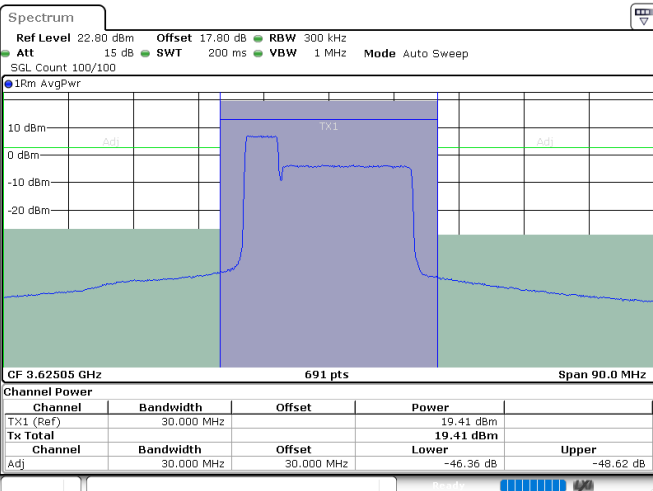 Spectrum
Ref Level 22.80 dBm Offset 17.80 dB RBW 300 kHz
Att 15 dB SWT 200 ms VBW 1 MHz Mode Auto Sweep
SGL Count 100/100
1Rm AvgPwr
TX1
10 dBm
Adj Adj
0 dBm
-10 dBm
-20 dBm
CF 3.62505 GHz 691 pts Span 90.0 MHz
Channel Power
Channel Bandwidth Offset Power
TX1 (Ref) 30.000 MHz 19.41 dBm
Tx Total 19.41 dBm
Channel Bandwidth Offset Lower Upper
Adj 30.000 MHz 30.000 MHz -46.36 dB -48.62 dB
Ready